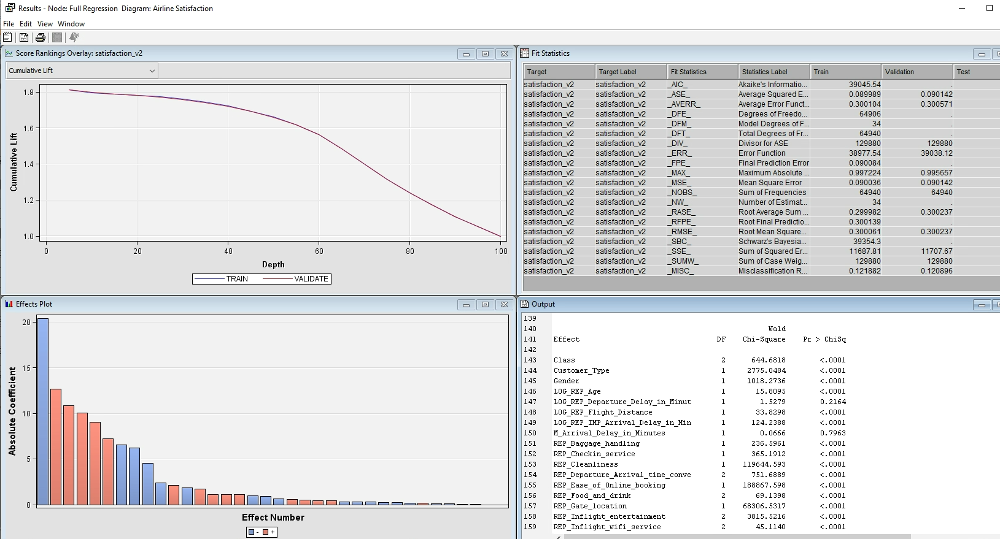 Results - Node: Full Regression  Diagram: Airline Satisfaction
File Edit View Window
Score Rankings Overlay: satisfaction_v2
Cumulative Lift
1.8
1.6
1.4
1.2
1.0
Cumulative Lift
0 20 40 60 80 100
Depth
TRAIN VALIDATE
Fit Statistics
Target Target Label Fit Statistics Statistics Label Train Validation Test
satisfaction_v2 satisfaction_v2 _AIC_ Akaike's Informatio... 39045.54 .
satisfaction_v2 satisfaction_v2 _ASE_ Average Squared E... 0.089989 0.090142
satisfaction_v2 satisfaction_v2 _AVERR_ Average Error Funct... 0.300104 0.300571
satisfaction_v2 satisfaction_v2 _DFE_ Degrees of Freedo... 64906 .
satisfaction_v2 satisfaction_v2 _DFM_ Model Degrees of F... 34 .
satisfaction_v2 satisfaction_v2 _DFT_ Total Degrees of Fr... 64940 .
satisfaction_v2 satisfaction_v2 _DIV_ Divisor for ASE 129880 129880
satisfaction_v2 satisfaction_v2 _ERR_ Error Function 38977.54 39038.12
satisfaction_v2 satisfaction_v2 _FPE_ Final Prediction Error 0.090084 .
satisfaction_v2 satisfaction_v2 _MAX_ Maximum Absolute ... 0.997224 0.995657
satisfaction_v2 satisfaction_v2 _MSE_ Mean Square Error 0.090036 0.090142
satisfaction_v2 satisfaction_v2 _NOBS_ Sum of Frequencies 64940 64940
satisfaction_v2 satisfaction_v2 _NW_ Number of Estimat... 34 .
satisfaction_v2 satisfaction_v2 _RASE_ Root Average Sum ... 0.299982 0.300237
satisfaction_v2 satisfaction_v2 _RFPE_ Root Final Predictio... 0.300139 .
satisfaction_v2 satisfaction_v2 _RMSE_ Root Mean Square... 0.300061 0.300237
satisfaction_v2 satisfaction_v2 _SBC_ Schwarz's Bayesia... 39354.3 .
satisfaction_v2 satisfaction_v2 _SSE_ Sum of Squared Er... 11687.81 11707.67
satisfaction_v2 satisfaction_v2 _SUMW_ Sum of Case Weig... 129880 129880
satisfaction_v2 satisfaction_v2 _MISC_ Misclassification R... 0.121882 0.120896
Effects Plot
20
15
10
5
0
Absolute Coefficient
Effect Number
- +
Output
139
140 Wald
141 Effect DF Chi-Square Pr > ChiSq
142
143 Class 2 644.6818 <.0001
144 Customer_Type 1 2775.0484 <.0001
145 Gender 1 1018.2736 <.0001
146 LOG_REP_Age 1 15.8095 <.0001
147 LOG_REP_Departure_Delay_in_Minut 1 1.5279 0.2164
148 LOG_REP_Flight_Distance 1 33.8298 <.0001
149 LOG_REP_IMP_Arrival_Delay_in_Min 1 124.2388 <.0001
150 M_Arrival_Delay_in_Minutes 1 0.0666 0.7963
151 REP_Baggage_handling 1 236.5961 <.0001
152 REP_Checkin_service 1 365.1912 <.0001
153 REP_Cleanliness 1 119644.593 <.0001
154 REP_Departure_Arrival_time_conve 2 751.6889 <.0001
155 REP_Ease_of_Online_booking 1 188867.598 <.0001
156 REP_Food_and_drink 2 69.1398 <.0001
157 REP_Gate_location 1 68306.5317 <.0001
158 REP_Inflight_entertainment 2 3815.5216 <.0001
159 REP_Inflight_wifi_service 2 45.1140 <.0001